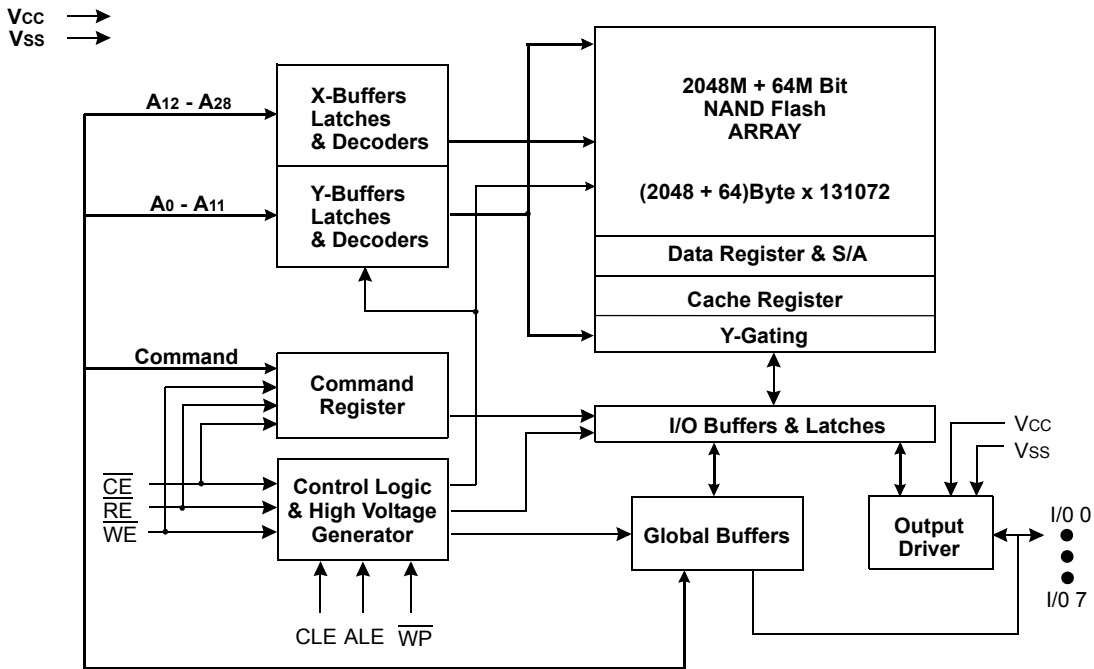 VCC
VSS
A12 - A28
X-Buffers
Latches
& Decoders
2048M + 64M Bit
NAND Flash
ARRAY
(2048 + 64)Byte x 131072
A0 - A11
Y-Buffers
Latches
& Decoders
Data Register & S/A
Cache Register
Y-Gating
Command
Command
Register
I/O Buffers & Latches
VCC
VSS
CE
RE
WE
Control Logic
& High Voltage
Generator
Global Buffers
Output
Driver
I/0 0
I/0 7
CLE ALE WP